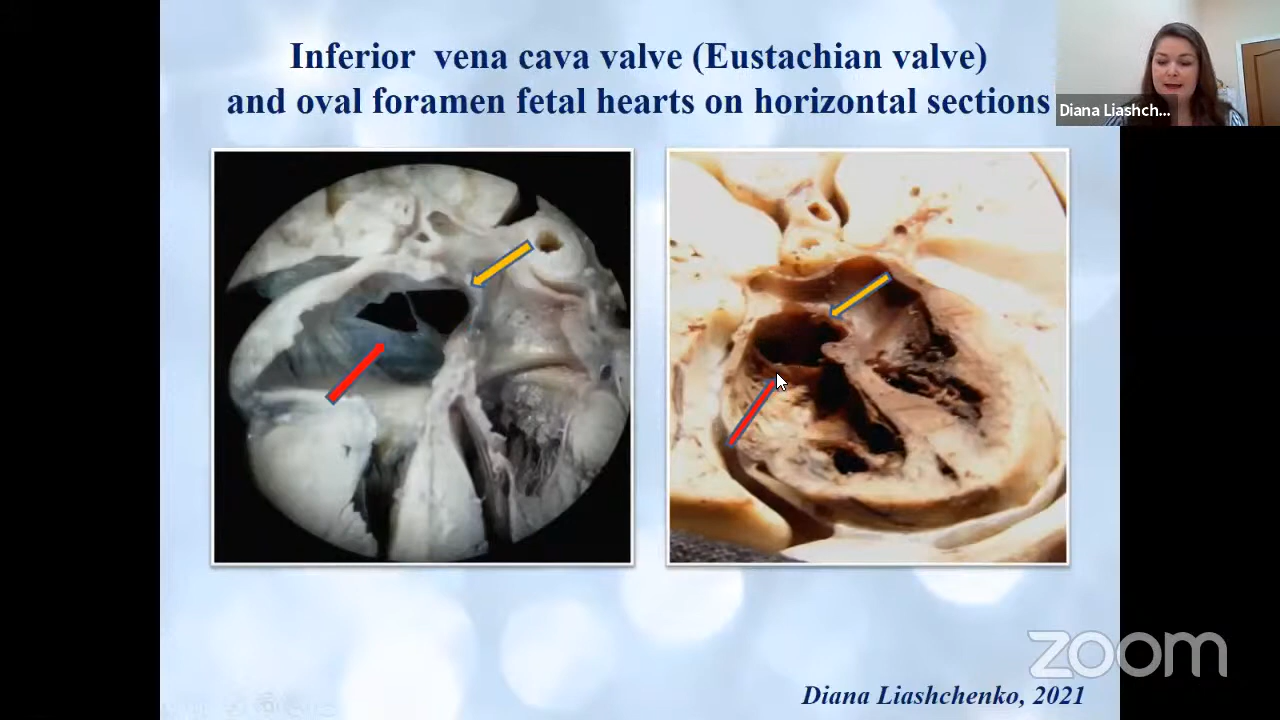 Inferior vena cava valve (Eustachian valve)
and oval foramen fetal hearts on horizontal sections
Diana Liashch...
zoom
Diana Liashchenko, 2021